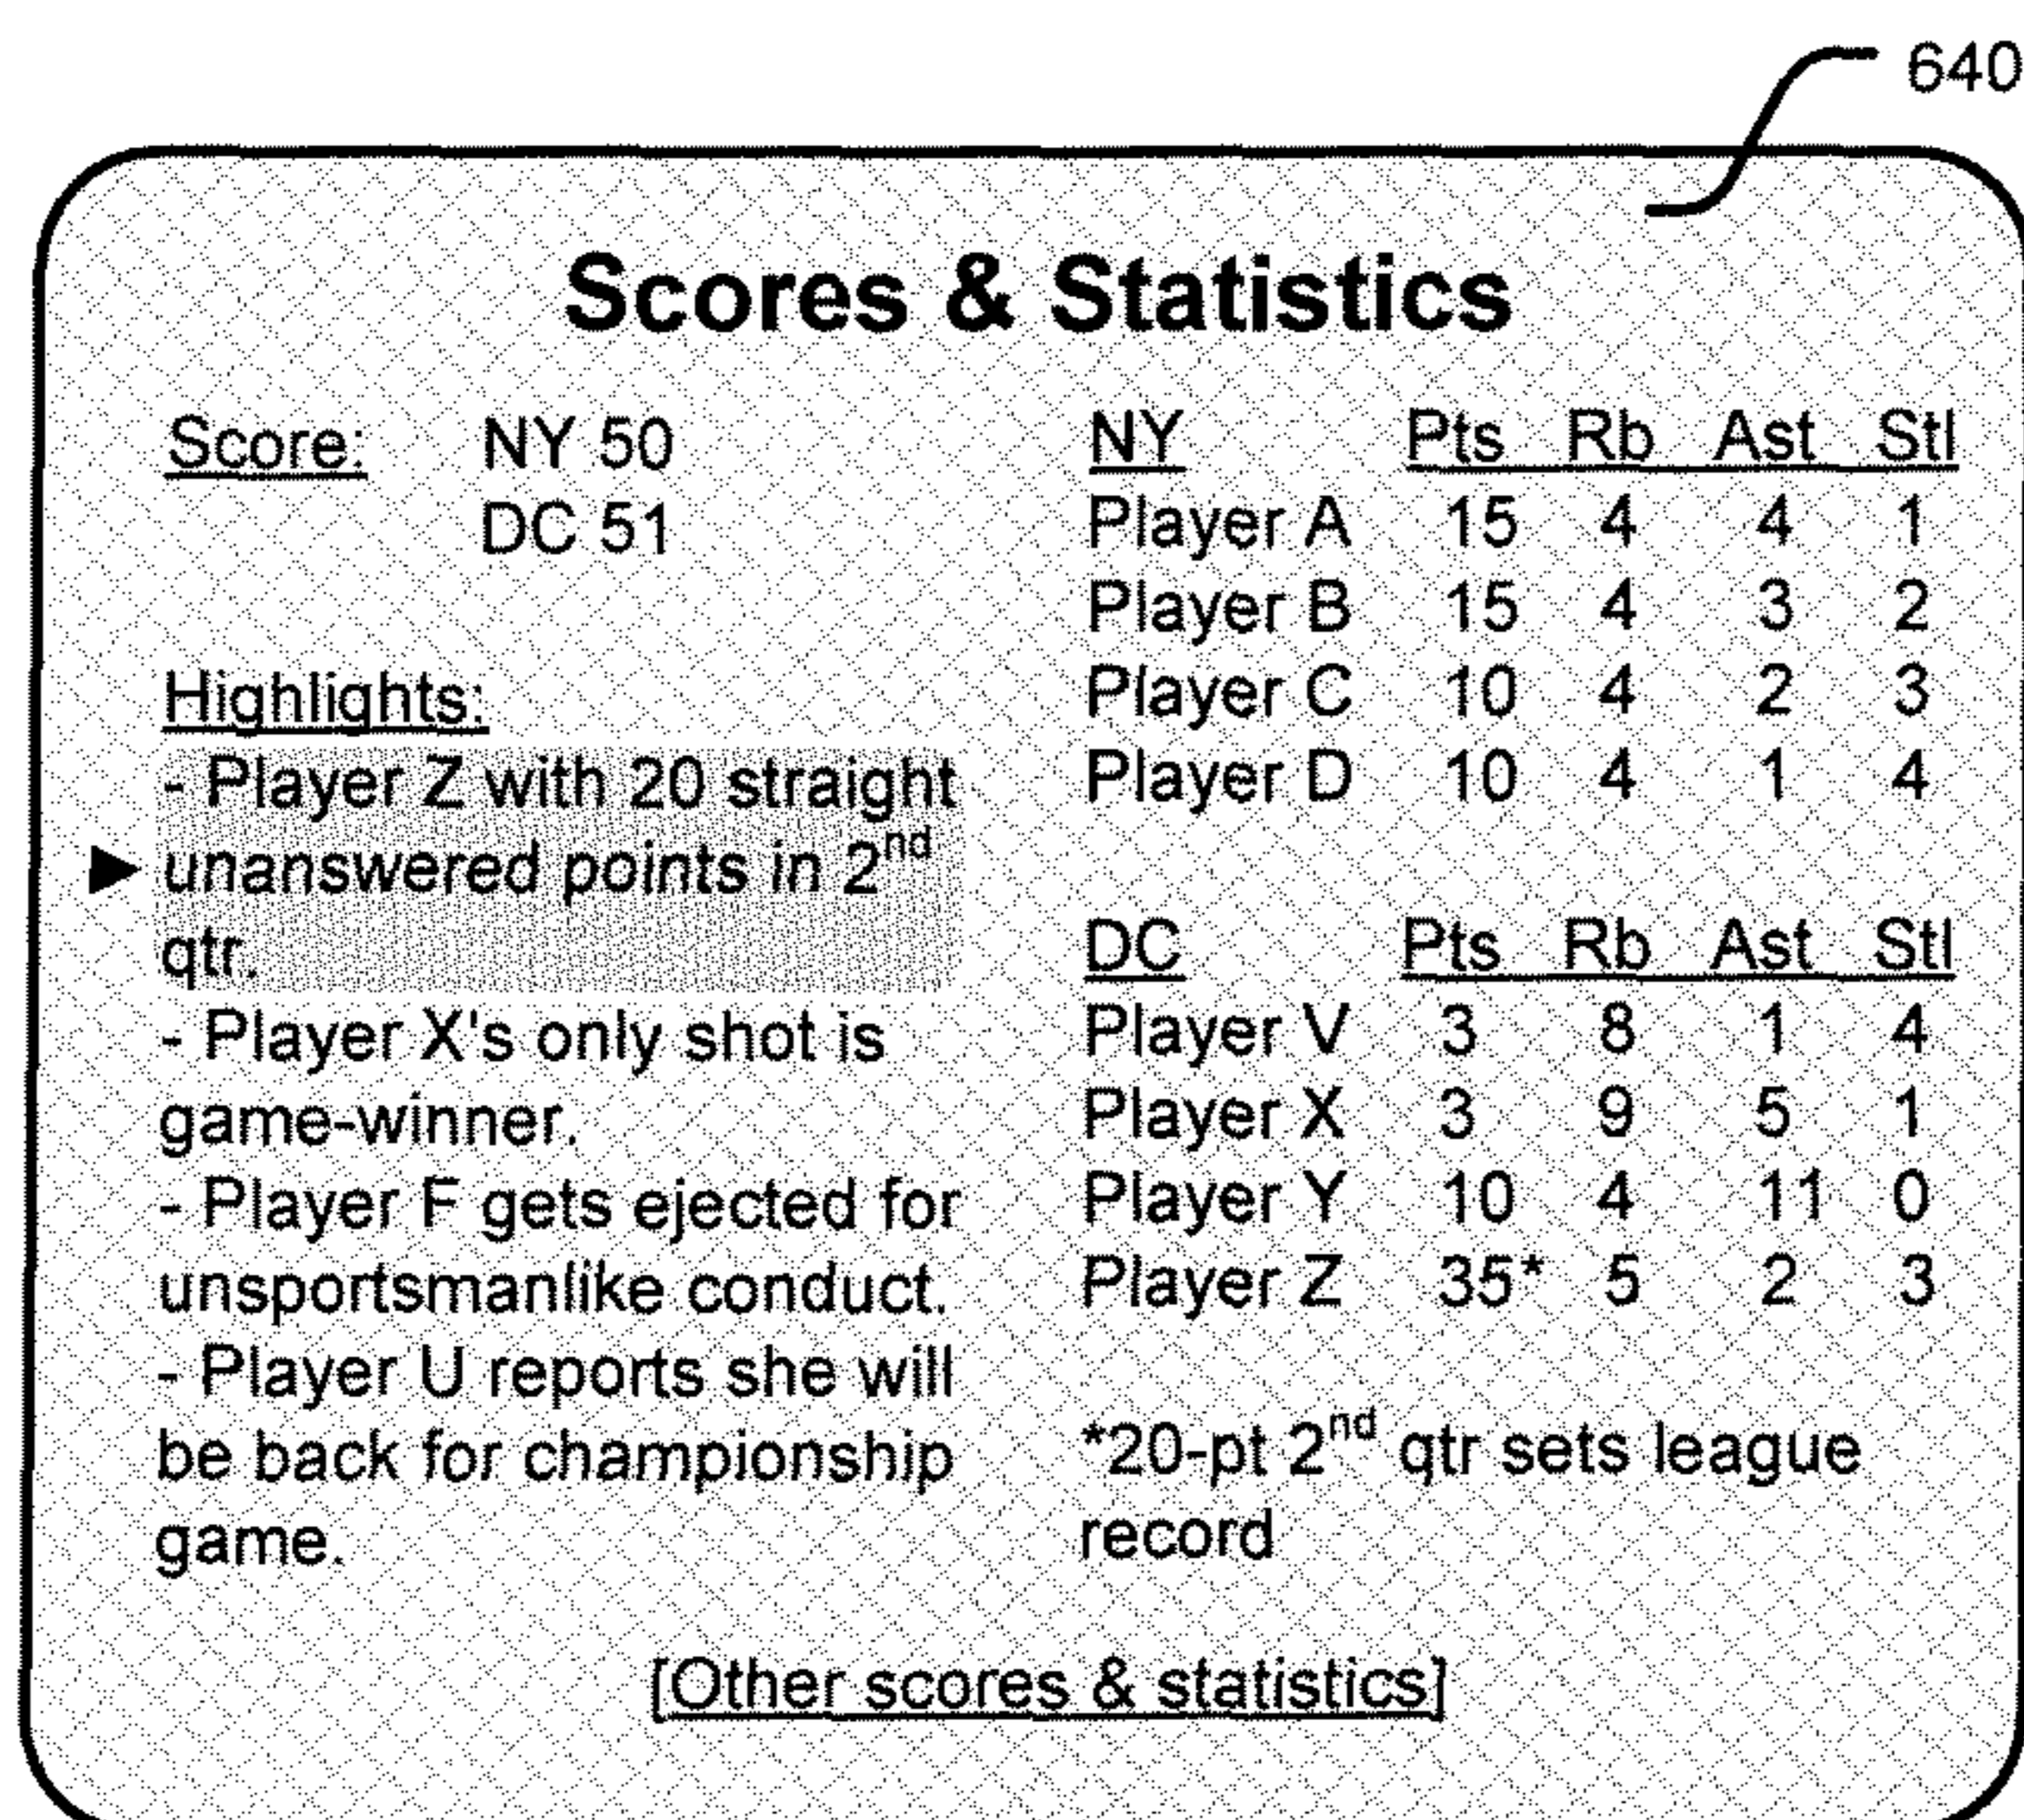 640
Scores & Statistics
Score: NY 50
DC 51
Highlights:
- Player Z with 20 straight
unanswered points in 2nd
qtr.
- Player X's only shot is
game-winner.
- Player F gets ejected for
unsportsmanlike conduct.
- Player U reports she will
be back for championship
game.
NY Pts Rb Ast Stl
Player A 15 4 4 1
Player B 15 4 3 2
Player C 10 4 2 3
Player D 10 4 1 4
DC Pts Rb Ast Stl
Player V 3 8 1 4
Player X 3 9 5 1
Player Y 10 4 11 0
Player Z 35* 5 2 3
*20-pt 2nd qtr sets league
record
[Other scores & statistics]